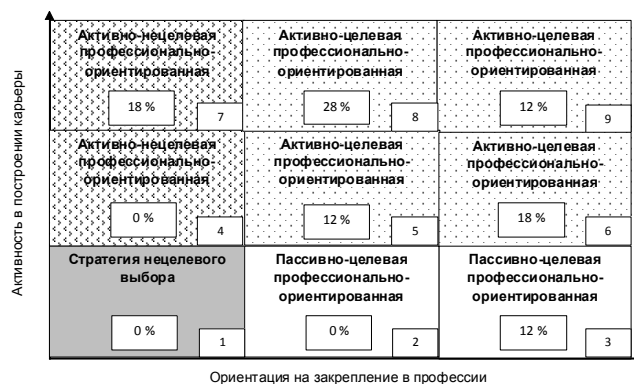 Активность в построении карьеры
Активно-нецелевая
профессионально-
ориентированная
18 %
7
Активно-целевая
профессионально-
ориентированная
28 %
8
Активно-целевая
профессионально-
ориентированная
12 %
9
Активно-нецелевая
профессионально-
ориентированная
0 %
4
Активно-целевая
профессионально-
ориентированная
12 %
5
Активно-целевая
профессионально-
ориентированная
18 %
6
Стратегия нецелевого
выбора
0 %
1
Пассивно-целевая
профессионально-
ориентированная
0 %
2
Пассивно-целевая
профессионально-
ориентированная
12 %
3
Ориентация на закрепление в профессии